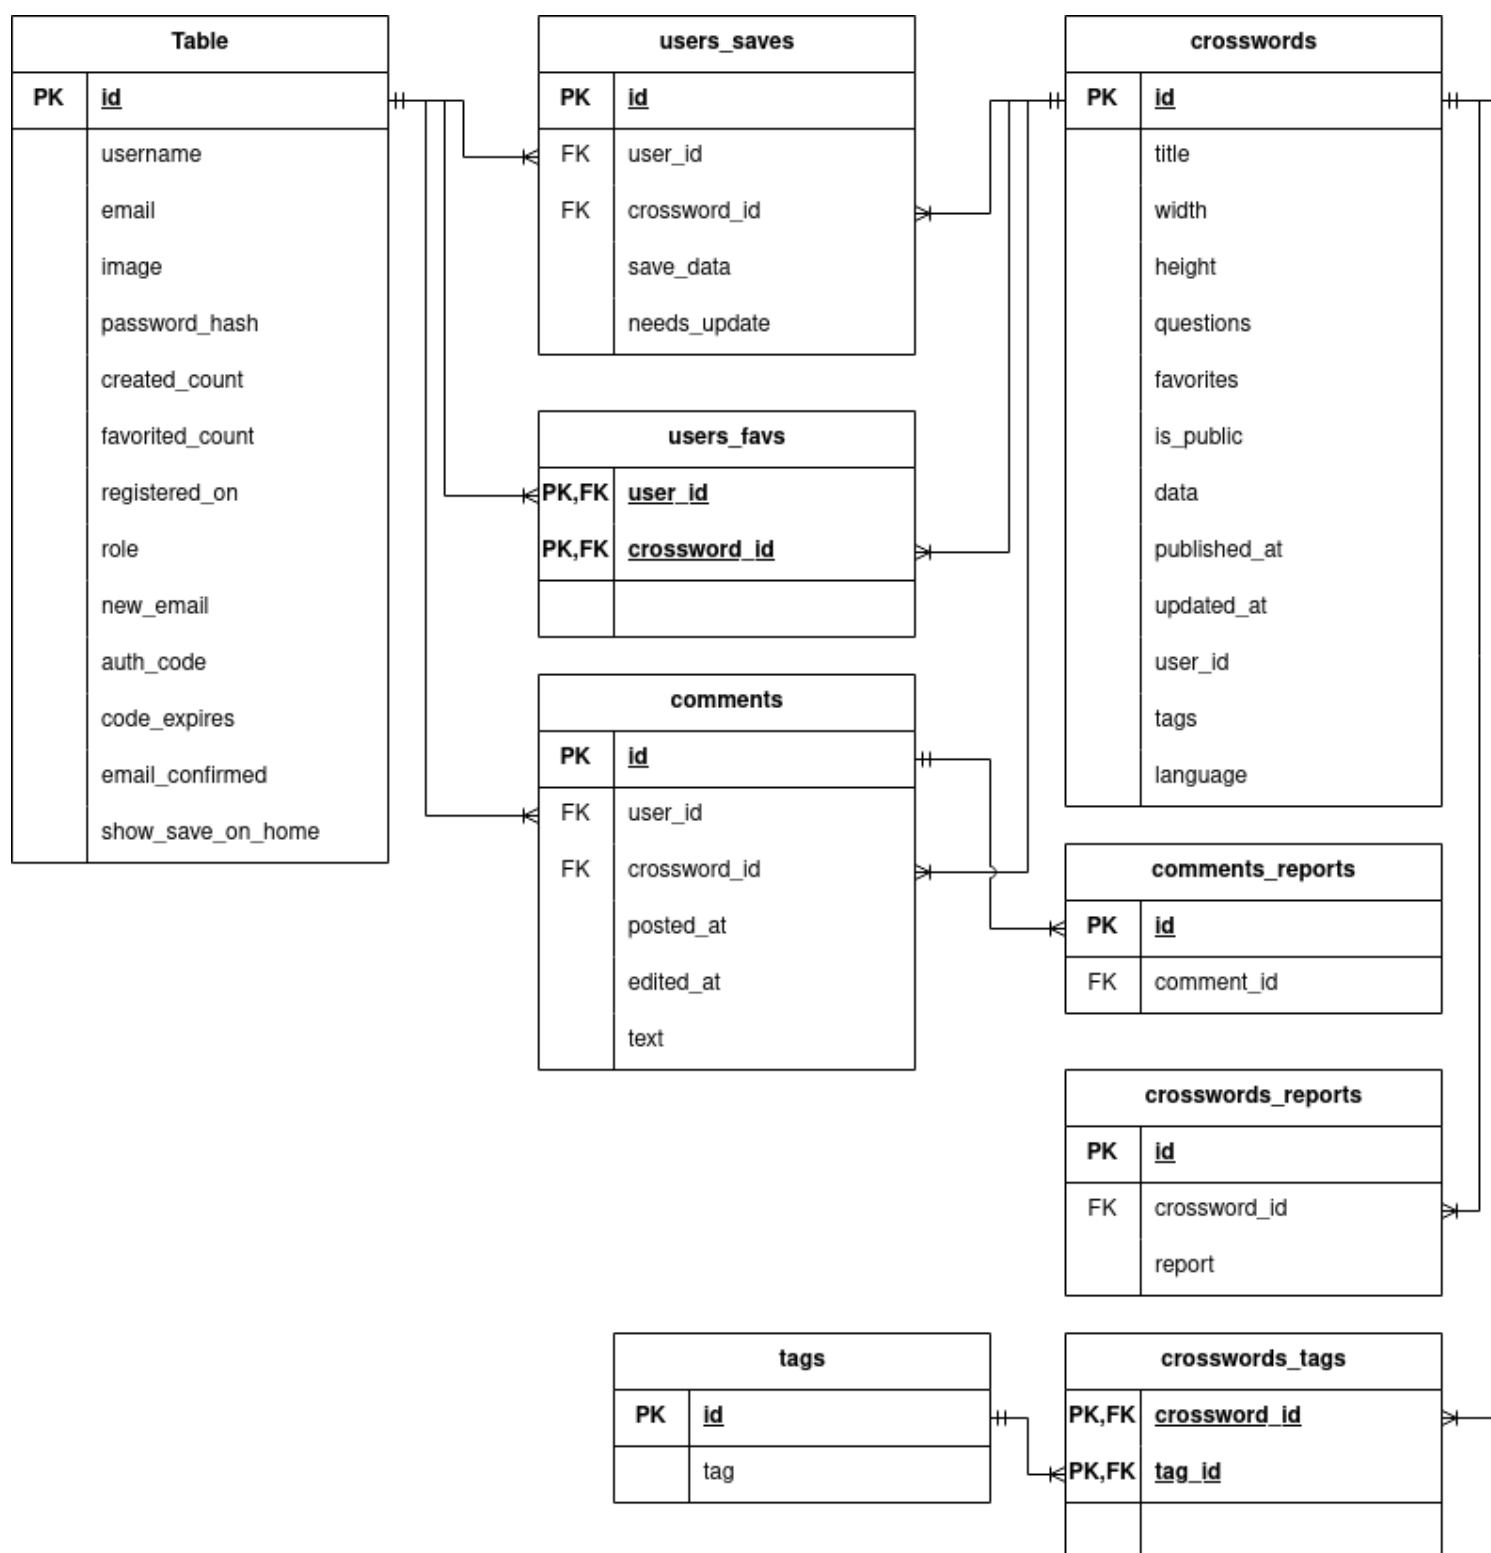 Table
PK id
username
email
image
password_hash
created_count
favorited_count
registered_on
role
new_email
auth_code
code_expires
email_confirmed
show_save_on_home
users_saves
PK id
FK user_id
FK crossword_id
save_data
needs_update
users_favs
PK,FK user_id
PK,FK crossword_id
comments
PK id
FK user_id
FK crossword_id
posted_at
edited_at
text
crosswords
PK id
title
width
height
questions
favorites
is_public
data
published_at
updated_at
user_id
tags
language
comments_reports
PK id
FK comment_id
crosswords_reports
PK id
FK crossword_id
report
tags
PK id
tag
crosswords_tags
PK,FK crossword_id
PK,FK tag_id